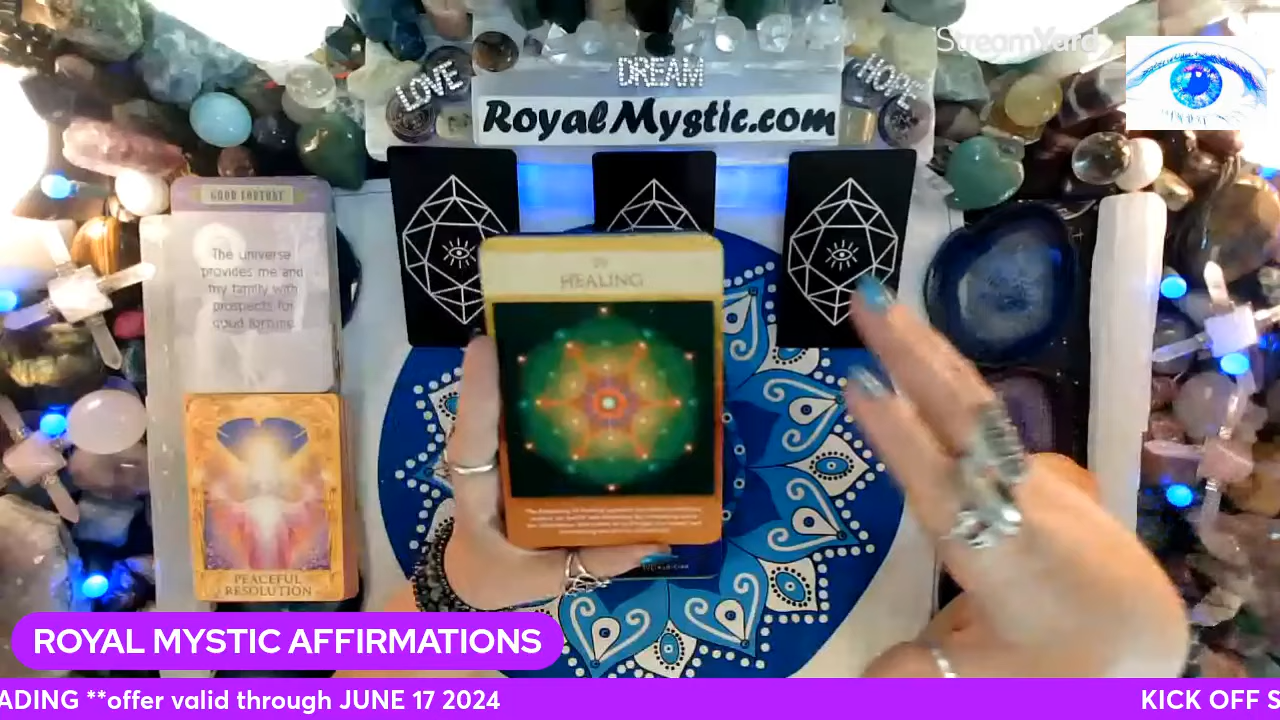 StreamYard
LOVE
DREAM
HOPE
RoyalMystic.com
GOOD FORTUNE
The universe
provides me and
my family with
prospects for
good fortune.
HEALING
PEACEFUL
RESOLUTION
ROYAL MYSTIC AFFIRMATIONS
ADING **offer valid through JUNE 17 2024
KICK OFF S